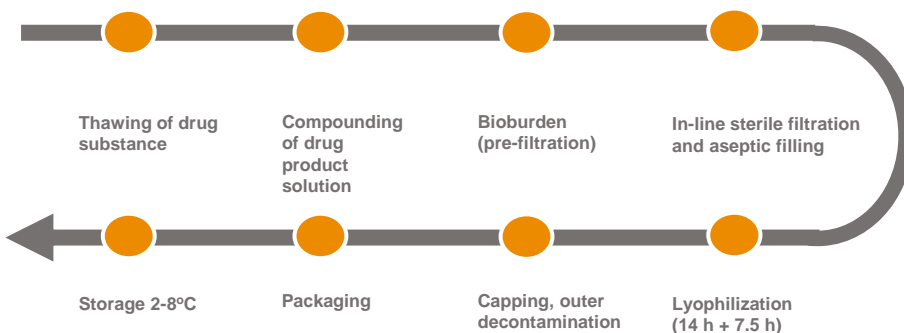 Thawing of drug
substance
Compounding
of drug
product
solution
Bioburden
(pre-filtration)
In-line sterile filtration
and aseptic filling
Storage 2-8ºC
Packaging
Capping, outer
decontamination
Lyophilization
(14 h + 7.5 h)